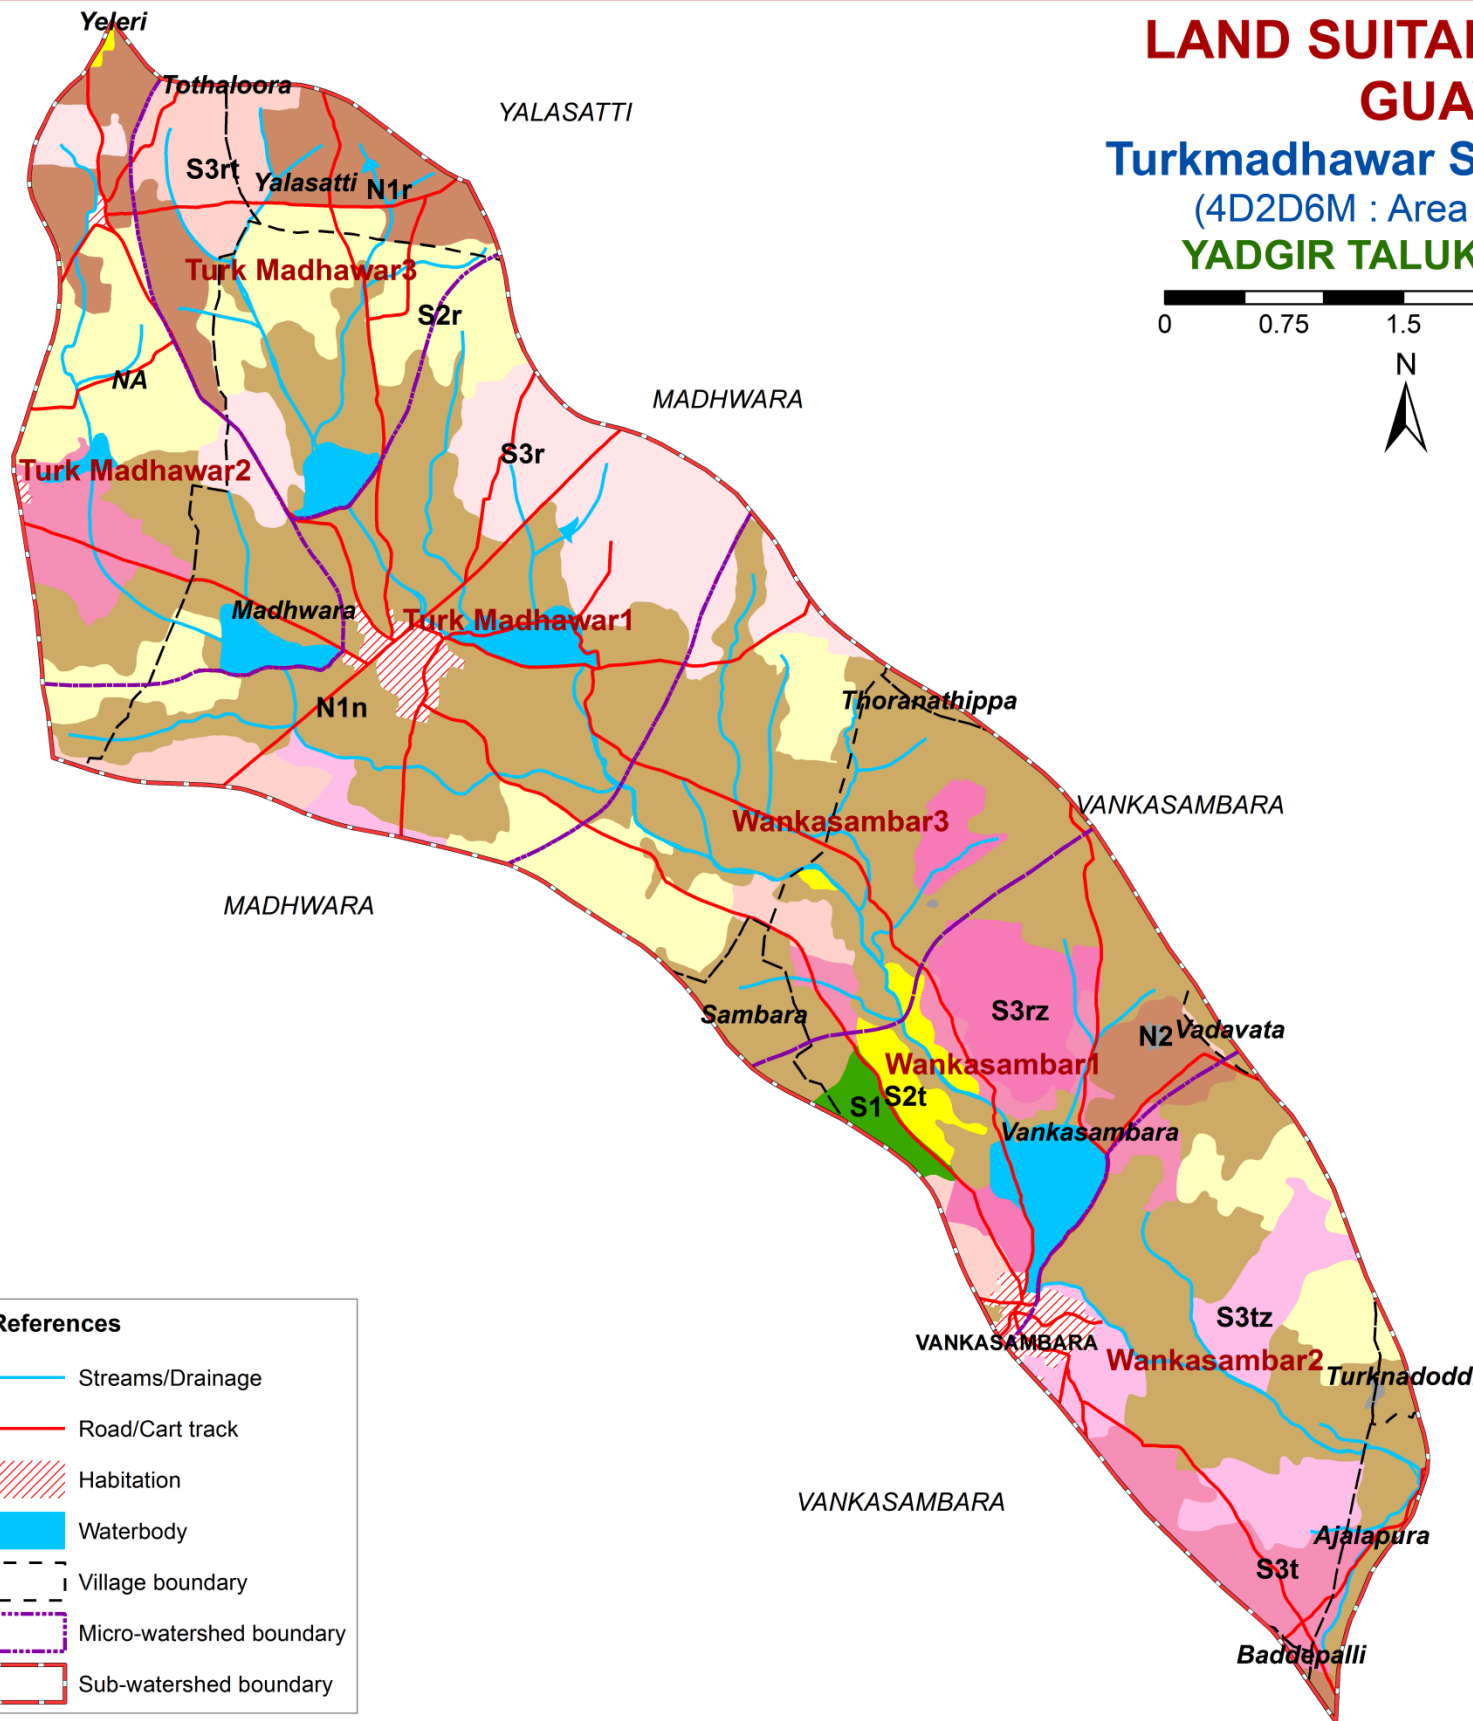 Yeleri
LAND SUITA
GUA
Turkmadhawar S
(4D2D6M : Area
YADGIR TALUK
0 0.75 1.5
N
Tothaloora
YALASATTI
S3rt
Yalasatti
N1r
Turk Madhawar3
S2r
NA
MADHWARA
S3r
Turk Madhawar2
Madhwara
Turk Madhawar1
N1n
Thoranathippa
VANKASAMBARA
Wankasambar3
MADHWARA
Sambara
S3rz
N2
Vadavata
Wankasambar1
S2t
S1
Vankasambara
S3tz
VANKASAMBARA
Wankasambar2
Turknadodd
VANKASAMBARA
Ajalapura
S3t
Baddepalli
References
Streams/Drainage
Road/Cart track
Habitation
Waterbody
Village boundary
Micro-watershed boundary
Sub-watershed boundary